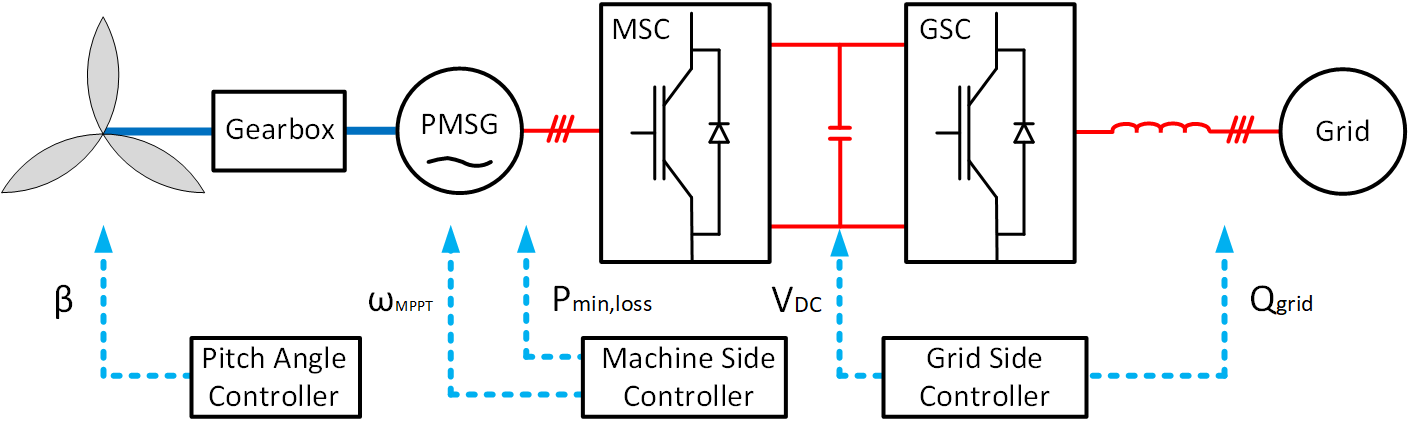 MSC
GSC
Gearbox
PMSG
Grid
β
ωMPPT
Pmin,loss
VDC
Qgrid
Pitch Angle
Controller
Machine Side
Controller
Grid Side
Controller